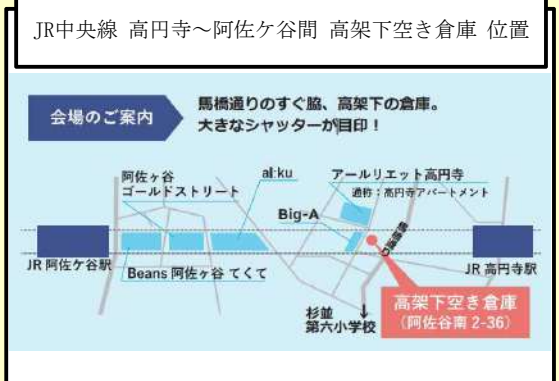 JR中央線 高円寺～阿佐ケ谷間 高架下空き倉庫 位置
会場のご案内
馬橋通りのすぐ脇、高架下の倉庫。
大きなシャッターが目印！
阿佐ヶ谷
ゴールドストリート
al:ku
アールリエット高円寺
通称：高円寺アパートメント
Big-A
馬橋通り
JR 阿佐ケ谷駅
Beans 阿佐ヶ谷 てくて
JR 高円寺駅
高架下空き倉庫
（阿佐谷南 2-36）
杉並
第六小学校
↓